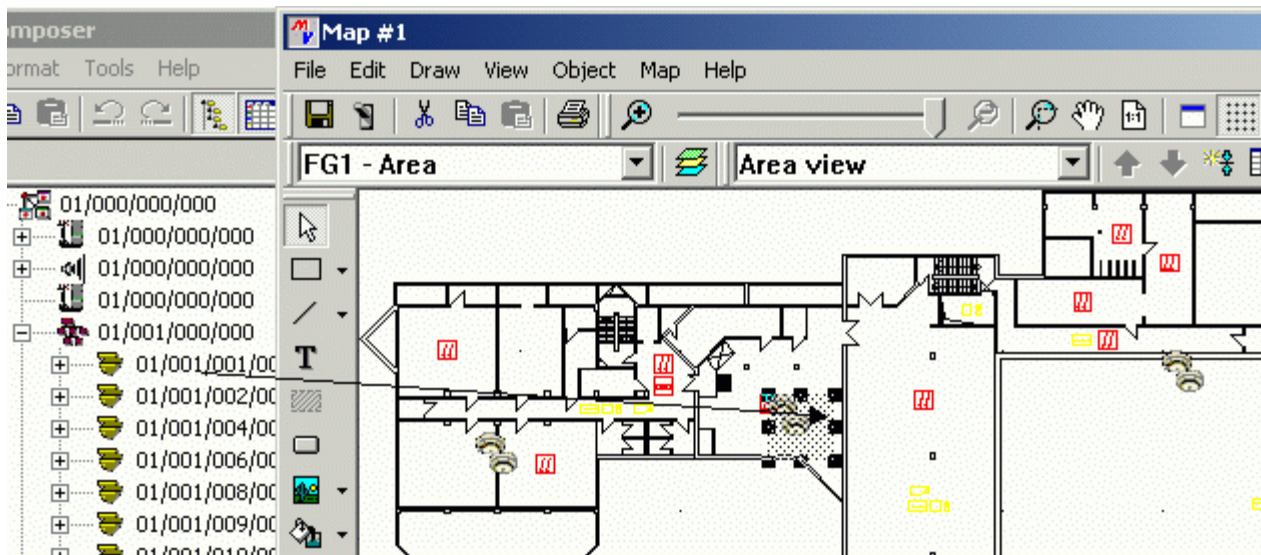 omposer
ormat Tools Help
01/000/000/000
01/000/000/000
01/000/000/000
01/000/000/000
01/001/000/000
01/001/001/00
01/001/002/00
01/001/004/00
01/001/006/00
01/001/008/00
01/001/009/00
01/001/010/00
Map #1
File Edit Draw View Object Map Help
1:1
FG1 - Area
Area view
T